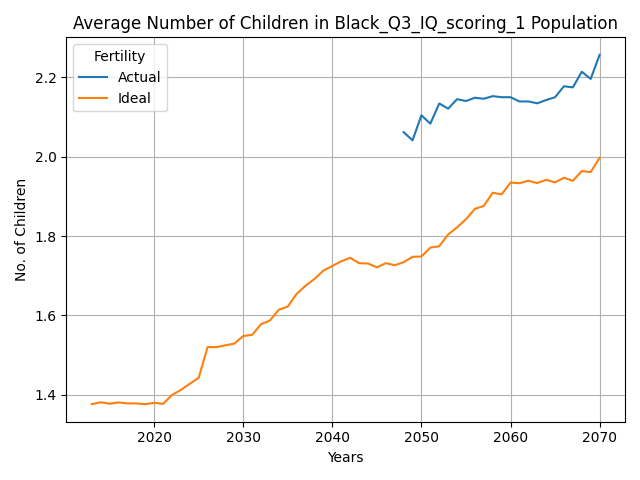 Average Number of Children in Black_Q3_IQ_scoring_1 Population
Fertility
Actual
Ideal
No. of Children
2.2
2.0
1.8
1.6
1.4
2020 2030 2040 2050 2060 2070
Years